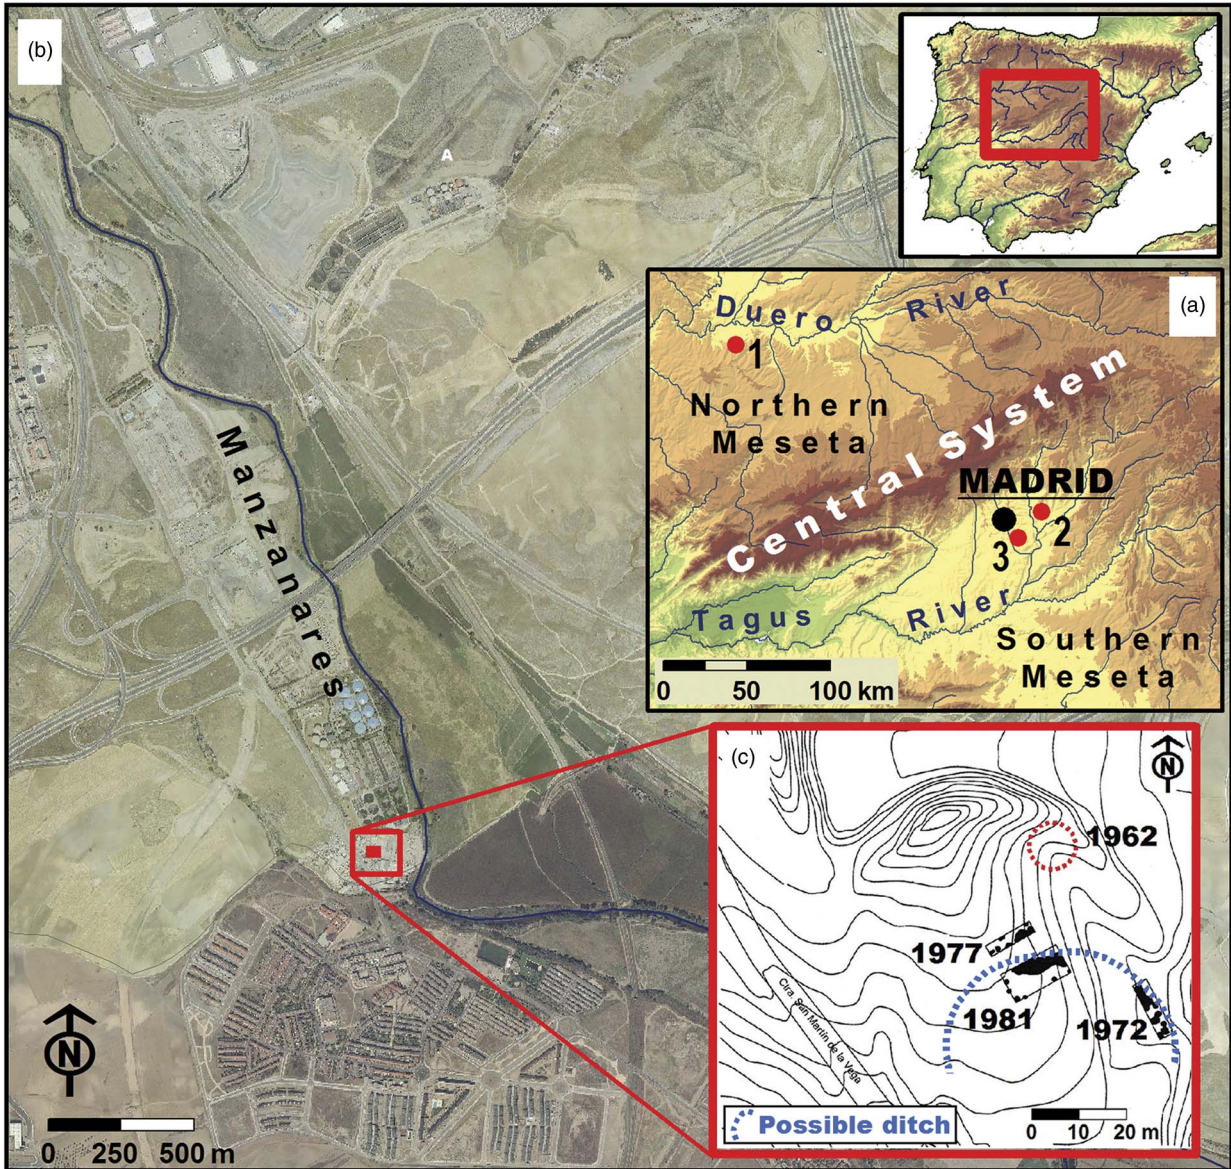 (b)
A
Manzanares
N
0 250 500 m
(a)
Duero River
1
Northern
Meseta
Central System
MADRID
2
3
Tagus River
Southern
Meseta
0 50 100 km
(c)
N
1962
1977
1981
1972
Ctra. San Martín de la Vega
Possible ditch
0 10 20 m